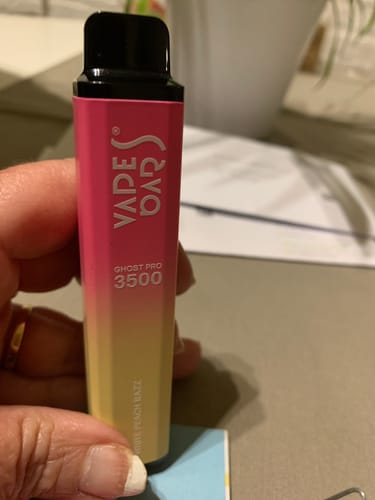 VAPES®
BARS
GHOST PRO
3500
PEACH RAZZ